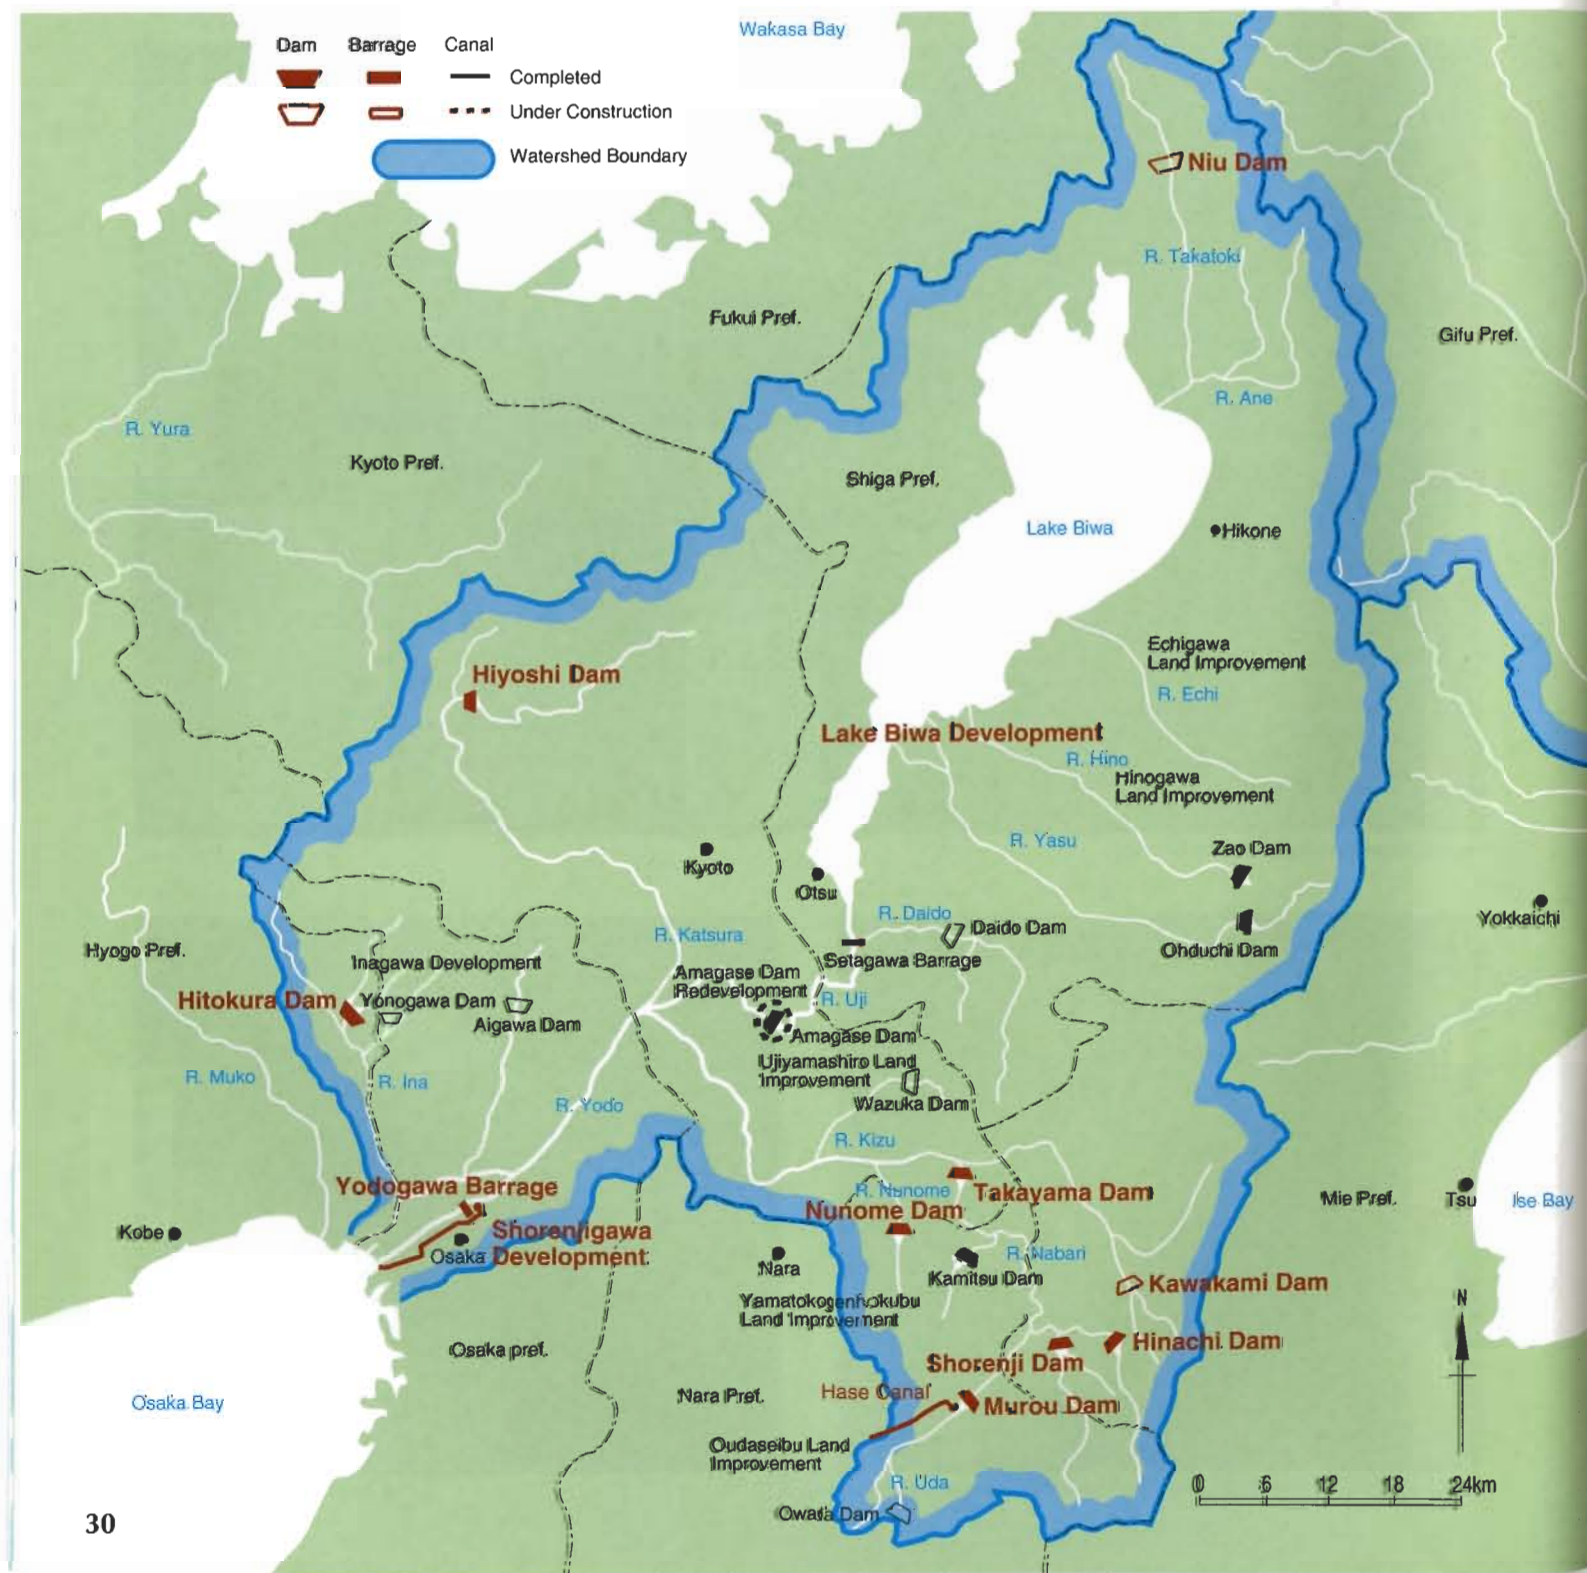 Dam Barrage Canal
Completed
Under Construction
Watershed Boundary
Wakasa Bay
Niu Dam
R. Takatoki
Fukui Pref.
Gifu Pref.
R. Ane
R. Yura
Kyoto Pref.
Shiga Pref.
Lake Biwa
Hikone
Echigawa
Land Improvement
R. Echi
Hiyoshi Dam
Lake Biwa Development
R. Hino
Hinogawa
Land Improvement
R. Yasu
Zao Dam
Kyoto
Otsu
R. Daido
Daido Dam
Yokkaichi
R. Katsura
Ohduchi Dam
Hyogo Pref.
Inagawa Development
Setagawa Barrage
Amagase Dam
Redevelopment
Hitokura Dam
Yonogawa Dam
R. Uji
Aigawa Dam
Amagase Dam
Ujiyamashiro Land
Improvement
R. Muko
R. Ina
Wazuka Dam
R. Yodo
R. Kizu
Yodogawa Barrage
R. Nunome
Takayama Dam
Mie Pref.
Tsu
Ise Bay
Nunome Dam
Kobe
Shorenjigawa
Development
Osaka
R. Nabari
Nara
Kamitsu Dam
Kawakami Dam
Yamatokogenhokubu
Land Improvement
N
Hinachi Dam
Osaka pref.
Shorenji Dam
Nara Pref.
Hase Canal
Murou Dam
Osaka Bay
Oudaseibu Land
Improvement
R. Uda
0 6 12 18 24km
Owada Dam
30